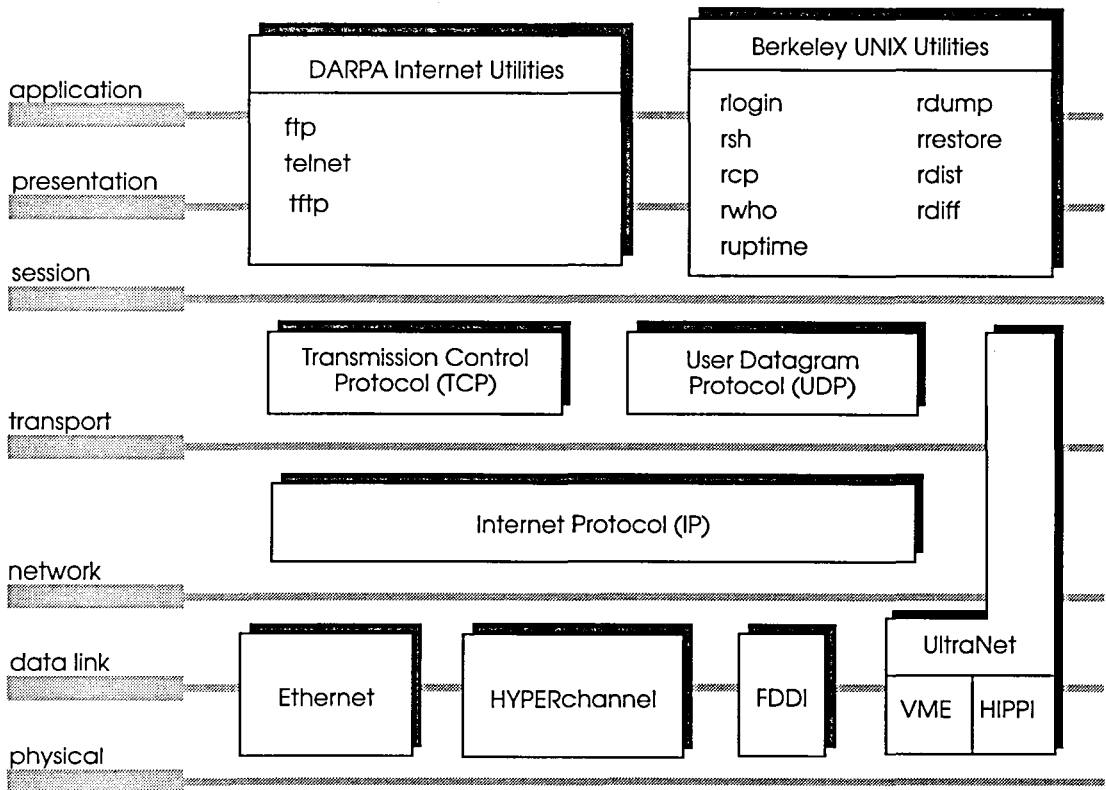 DARPA Internet Utilities
ftp
telnet
tftp
Berkeley UNIX Utilities
rlogin
rsh
rcp
rwho
ruptime
rdump
rrestore
rdist
rdiff
application
presentation
session
Transmission Control
Protocol (TCP)
User Datagram
Protocol (UDP)
transport
Internet Protocol (IP)
network
data link
Ethernet
HYPERchannel
FDDI
UltraNet
VME
HIPPI
physical